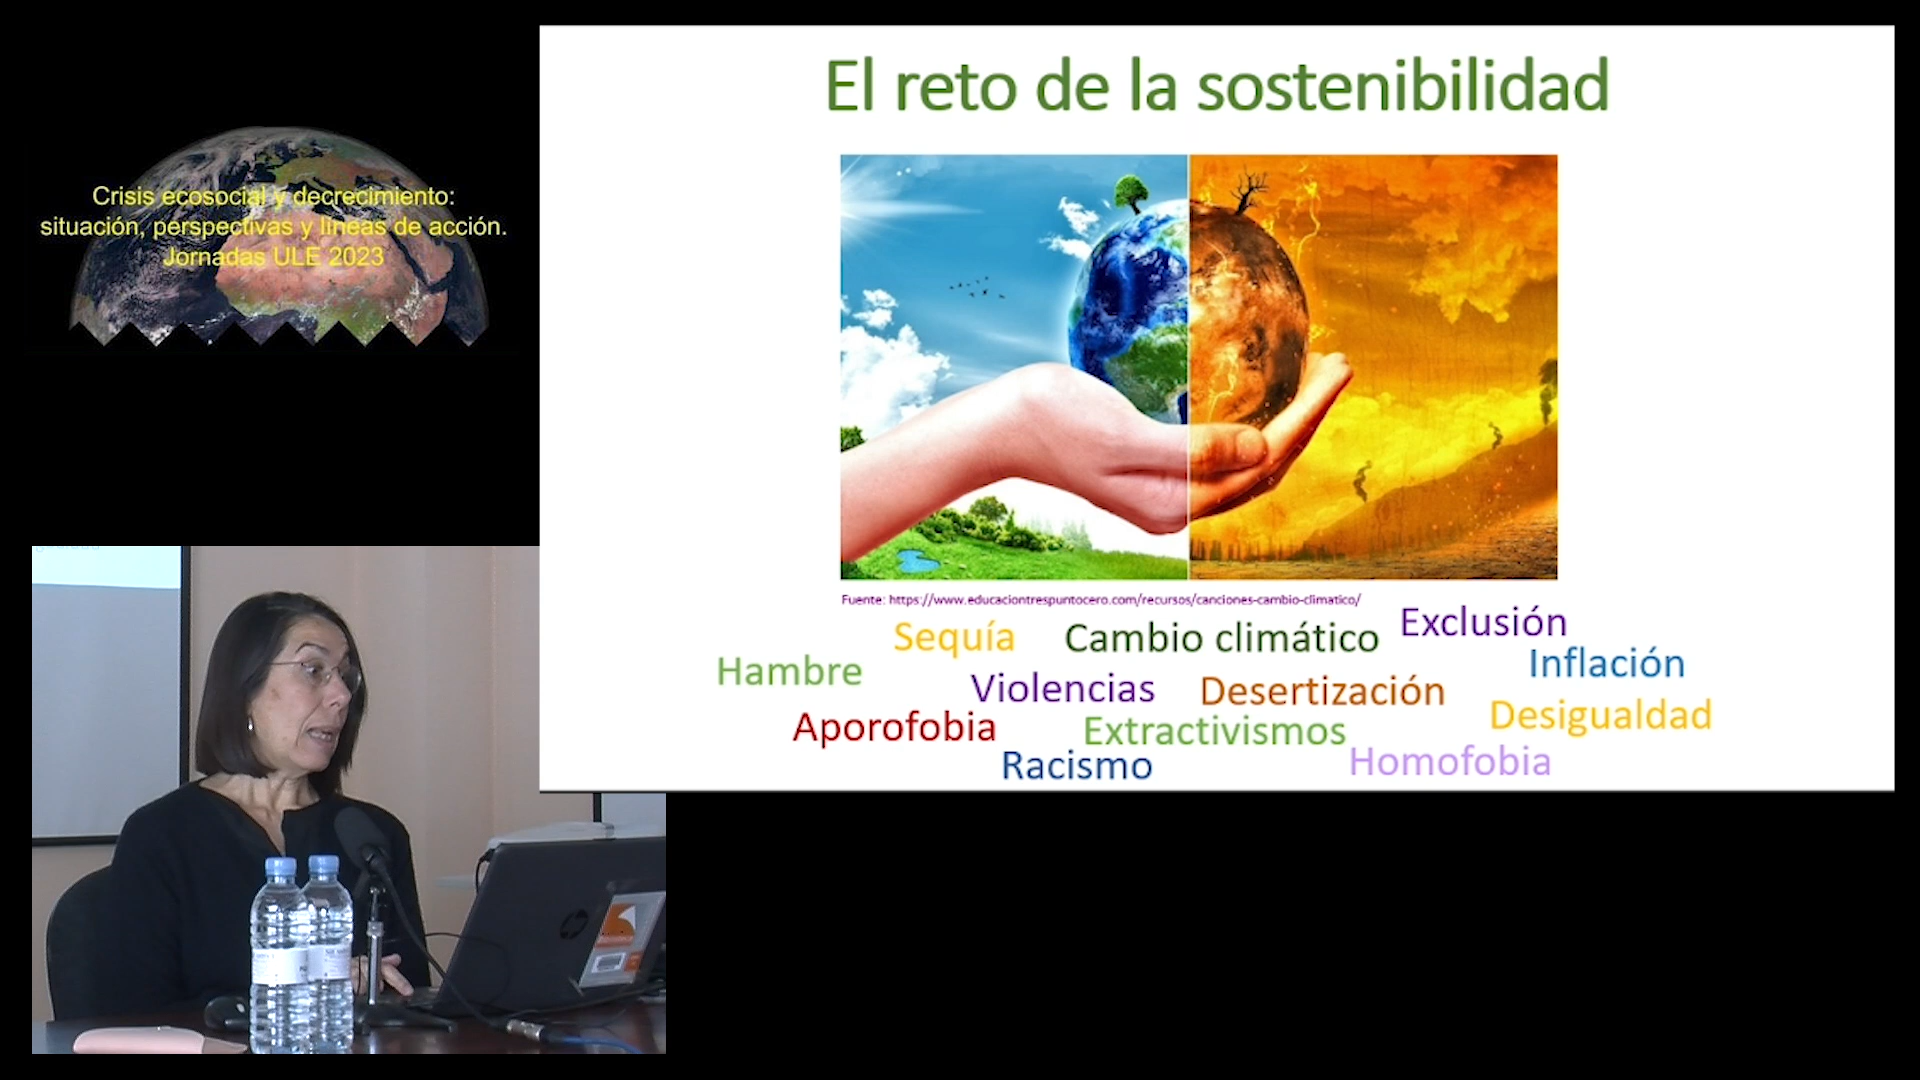 El reto de la sostenibilidad
Crisis ecosocial y decrecimiento:
situación, perspectivas y líneas de acción.
Jornadas ULE 2023
Fuente: https://www.educaciontrespuntocero.com/recursos/canciones-cambio-climatico/
Sequía
Cambio climático
Exclusión
Hambre
Violencias
Desertización
Inflación
Aporofobia
Extractivismos
Desigualdad
Racismo
Homofobia